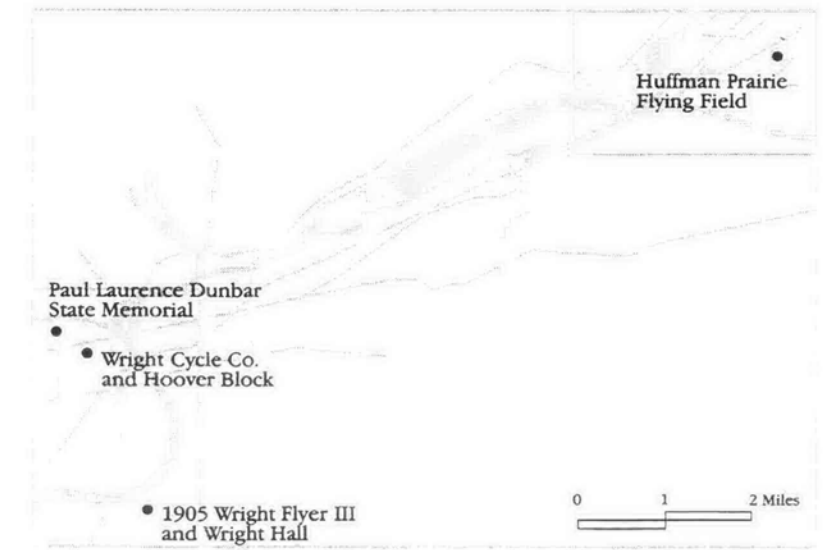 Huffman Prairie
Flying Field
Paul Laurence Dunbar
State Memorial
Wright Cycle Co.
and Hoover Block
1905 Wright Flyer III
and Wright Hall
0 1 2 Miles